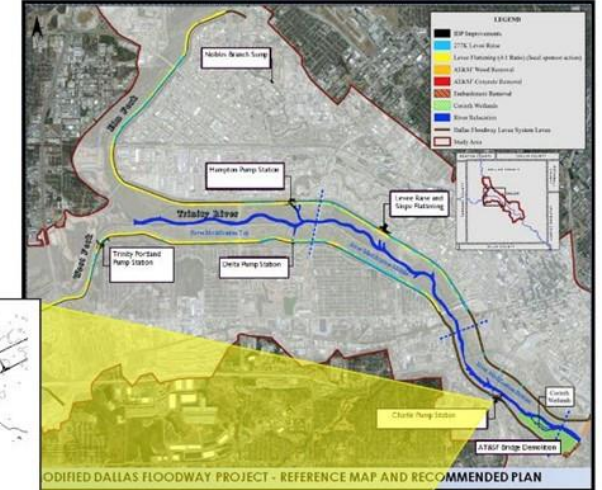 LEGEND
IDP Improvements
277K Levee Raise
Levee Flattening (4:1 Ratio) (local sponsor action)
AT&SF Wood Removal
AT&SF Concrete Removal
Embankment Removal
Corinth Wetlands
River Relocation
Dallas Floodway Levee System Levees
Study Area
Nobles Branch Sump
Elm Fork
Hampton Pump Station
Levee Raise and
Slope Flattening
Trinity River
West Fork
Trinity Portland
Pump Station
Delta Pump Station
Charlie Pump Station
Corinth
Wetlands
AT&SF Bridge Demolition
ODIFIED DALLAS FLOODWAY PROJECT - REFERENCE MAP AND RECOMMENDED PLAN